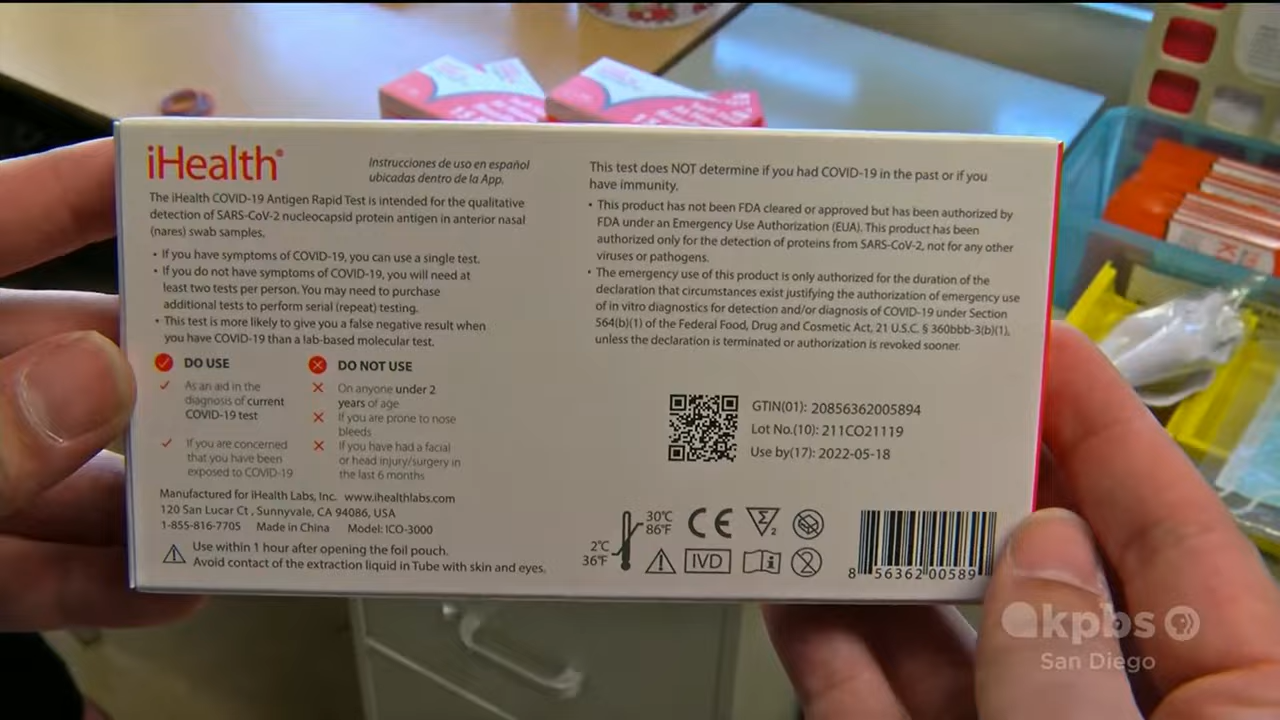 iHealth®
Instrucciones de uso en español
ubicadas dentro de la App.
The iHealth COVID-19 Antigen Rapid Test is intended for the qualitative
detection of SARS-CoV-2 nucleocapsid protein antigen in anterior nasal
(nares) swab samples.
• If you have symptoms of COVID-19, you can use a single test.
• If you do not have symptoms of COVID-19, you will need at
least two tests per person. You may need to purchase
additional tests to perform serial (repeat) testing.
• This test is more likely to give you a false negative result when
you have COVID-19 than a lab-based molecular test.
DO USE
As an aid in the
diagnosis of current
COVID-19 test
If you are concerned
that you have been
exposed to COVID-19
DO NOT USE
On anyone under 2
years of age
If you are prone to nose
bleeds
If you have had a facial
or head injury/surgery in
the last 6 months
Manufactured for iHealth Labs, Inc. www.ihealthlabs.com
120 San Lucar Ct , Sunnyvale, CA 94086, USA
1-855-816-7705 Made in China Model: ICO-3000
Use within 1 hour after opening the foil pouch.
Avoid contact of the extraction liquid in Tube with skin and eyes.
This test does NOT determine if you had COVID-19 in the past or if you
have immunity.
• This product has not been FDA cleared or approved but has been authorized by
FDA under an Emergency Use Authorization (EUA). This product has been
authorized only for the detection of proteins from SARS-CoV-2, not for any other
viruses or pathogens.
• The emergency use of this product is only authorized for the duration of the
declaration that circumstances exist justifying the authorization of emergency use
of in vitro diagnostics for detection and/or diagnosis of COVID-19 under Section
564(b)(1) of the Federal Food, Drug and Cosmetic Act, 21 U.S.C. § 360bbb-3(b)(1),
unless the declaration is terminated or authorization is revoked sooner.
GTIN(01): 20856362005894
Lot No.(10): 211CO21119
Use by(17): 2022-05-18
30°C
86°F
2°C
36°F
CE
Σ 2
IVD
i
2
8 56362 00589
kpbs
PBS
San Diego